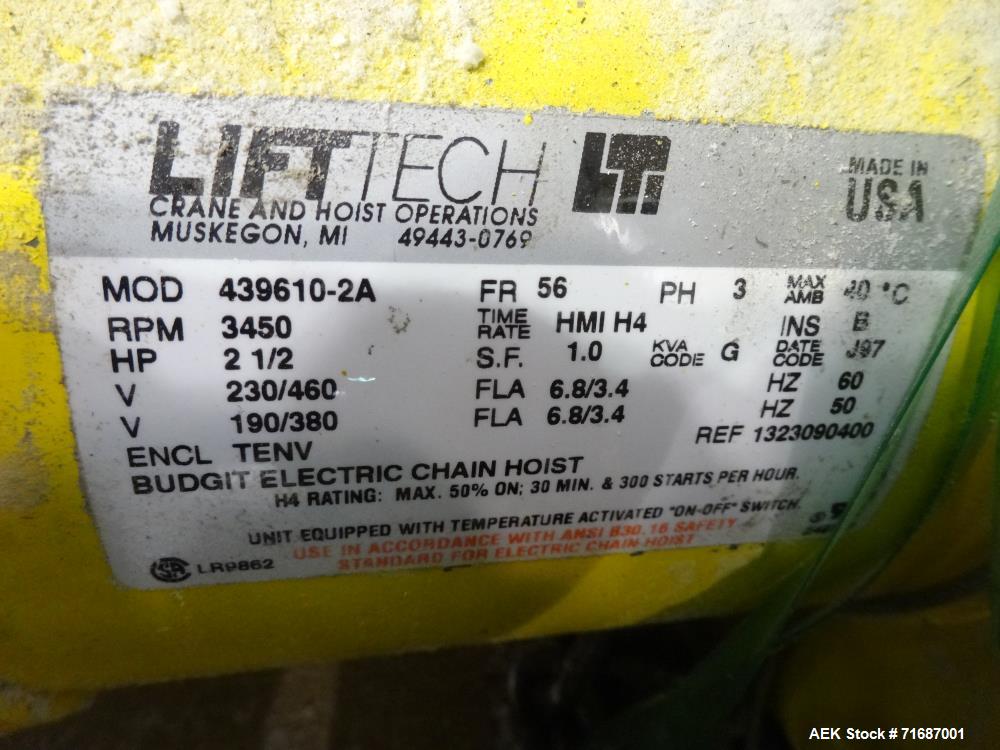 LIFTTECH LT MADE IN
CRANE AND HOIST OPERATIONS USA
MUSKEGON, MI 49443-0769
MOD 439610-2A FR 56 PH 3 MAX AMB 40 °C
RPM 3450 TIME RATE HMI H4 INS B
HP 2 1/2 S.F. 1.0 KVA CODE G DATE CODE J97
V 230/460 FLA 6.8/3.4 HZ 60
V 190/380 FLA 6.8/3.4 HZ 50
ENCL TENV REF 1323090400
BUDGIT ELECTRIC CHAIN HOIST
H4 RATING: MAX. 50% ON; 30 MIN. & 300 STARTS PER HOUR.
UNIT EQUIPPED WITH TEMPERATURE ACTIVATED "ON-OFF" SWITCH.
USE IN ACCORDANCE WITH ANSI B30.16 SAFETY
STANDARD FOR ELECTRIC CHAIN HOIST
LR9862
AEK Stock # 71687001